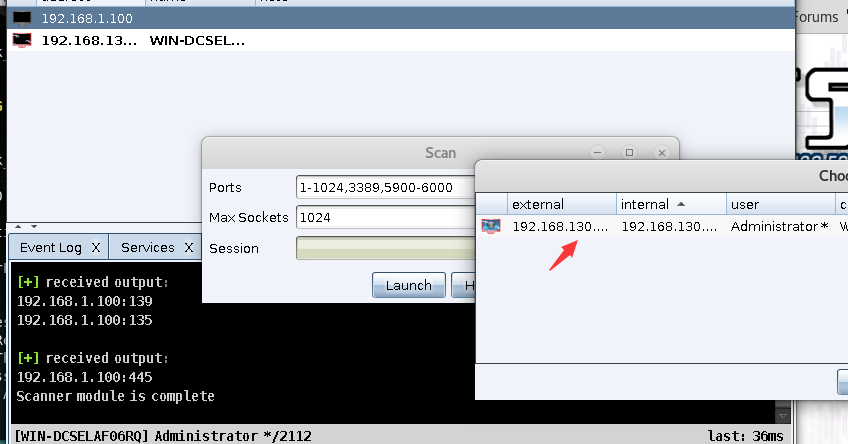 192.168.1.100
192.168.13... WIN-DCSEL...
Forums
Scan
Ports 1-1024,3389,5900-6000
Max Sockets 1024
Session
Launch H
Choo
external internal user c
192.168.130.... 192.168.130.... Administrator * W
Event Log X Services X
[+] received output:
192.168.1.100:139
192.168.1.100:135
[+] received output:
192.168.1.100:445
Scanner module is complete
[WIN-DCSELAF06RQ] Administrator */2112 last: 36ms